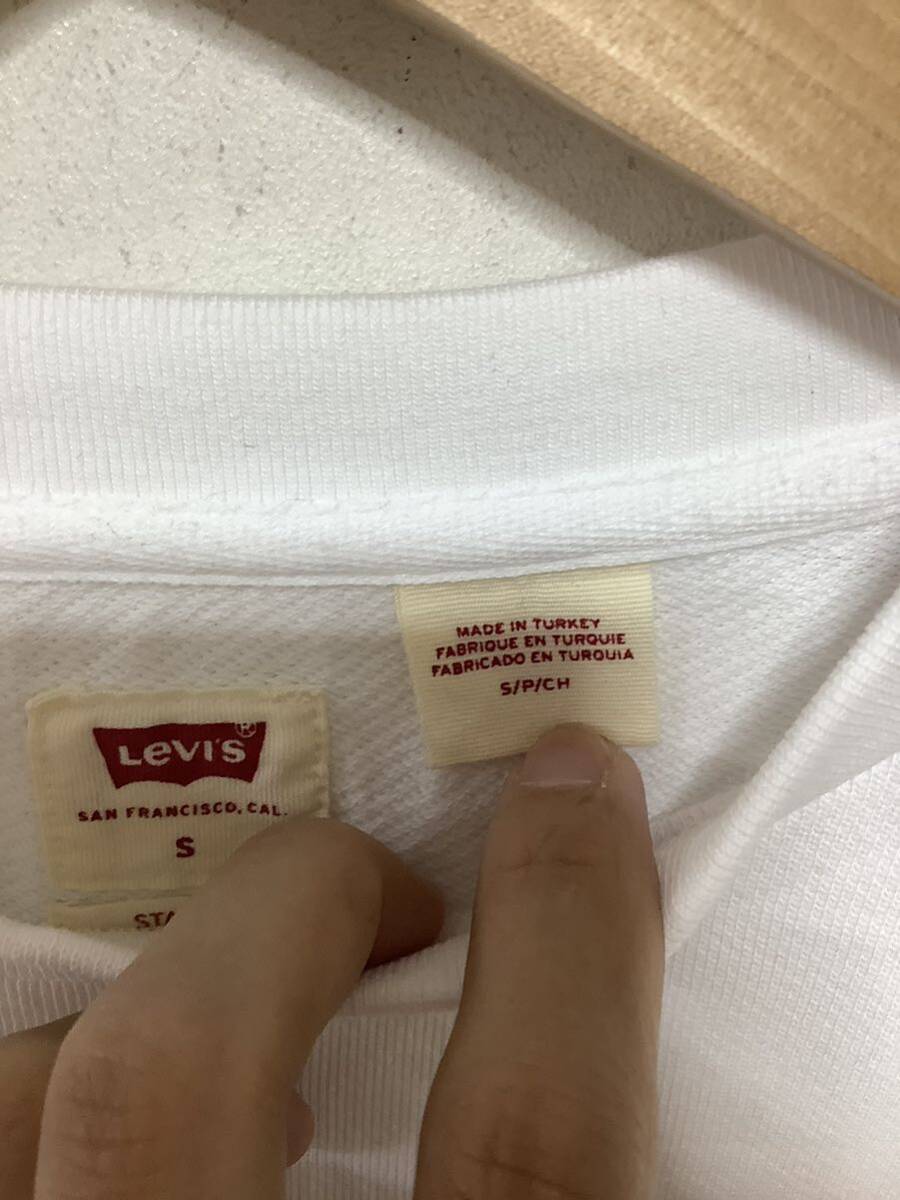 MADE IN TURKEY
FABRIQUE EN TURQUIE
FABRICADO EN TURQUIA
S/P/CH
LEVI'S®
SAN FRANCISCO, CAL.
S